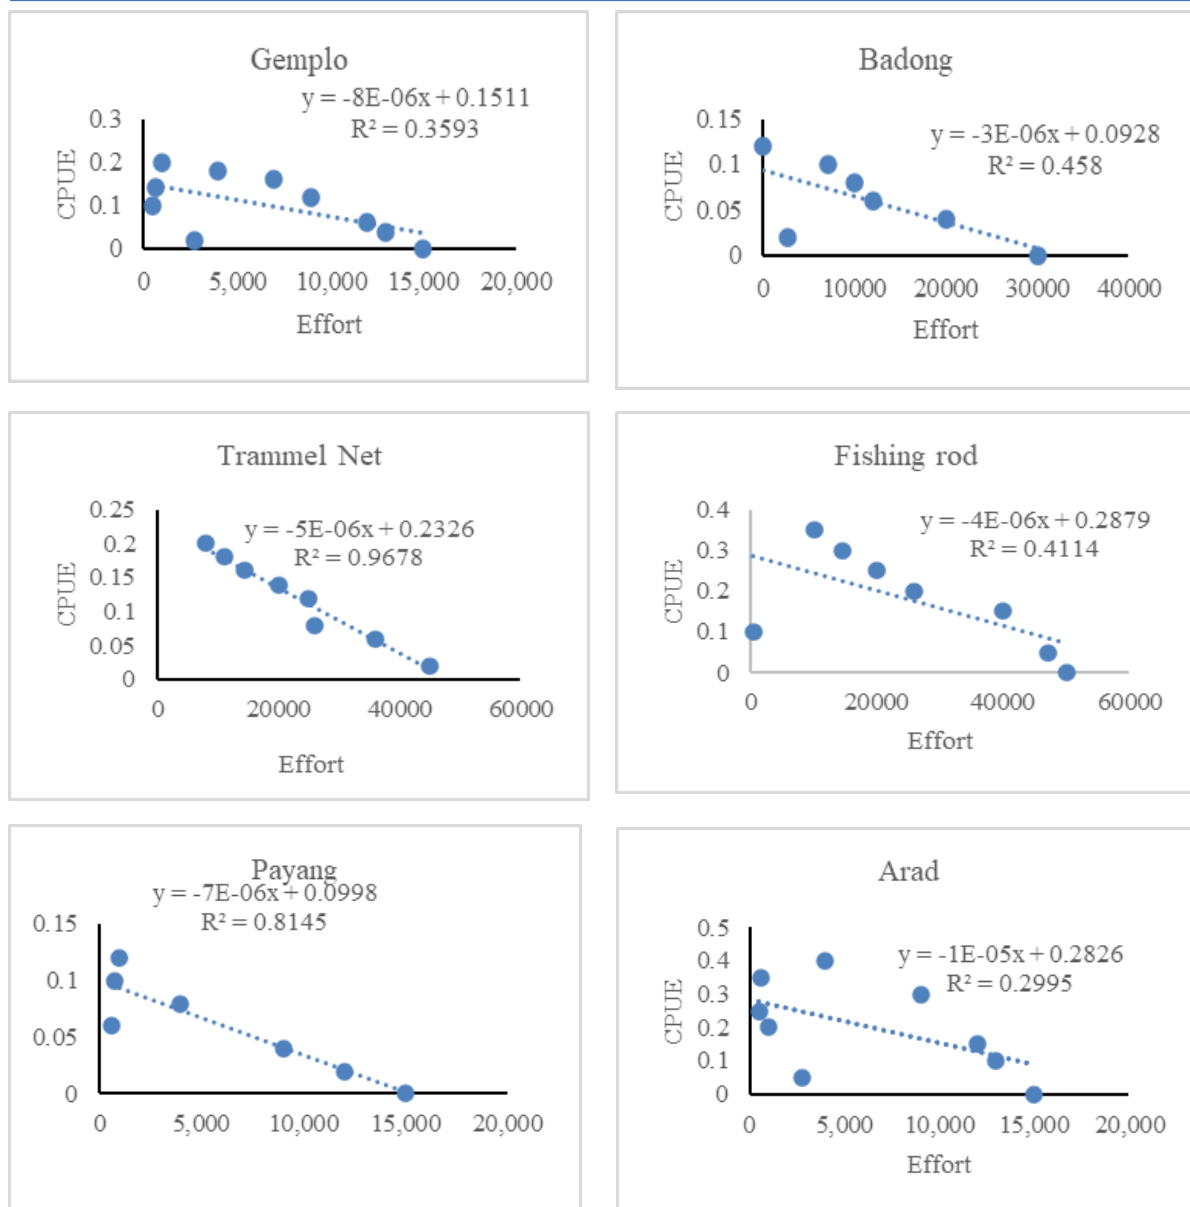 Gemplo
y = -8E-06x + 0.1511
R² = 0.3593
0.3
0.2
0.1
0
CPUE
0 5,000 10,000 15,000 20,000
Effort
Badong
y = -3E-06x + 0.0928
R² = 0.458
0.15
0.1
0.05
0
CPUE
0 10000 20000 30000 40000
Effort
Trammel Net
y = -5E-06x + 0.2326
R² = 0.9678
0.25
0.2
0.15
0.1
0.05
0
CPUE
0 20000 40000 60000
Effort
Fishing rod
y = -4E-06x + 0.2879
R² = 0.4114
0.4
0.3
0.2
0.1
0
CPUE
0 20000 40000 60000
Effort
Payang
y = -7E-06x + 0.0998
R² = 0.8145
0.15
0.1
0.05
0
0 5,000 10,000 15,000 20,000
Arad
y = -1E-05x + 0.2826
R² = 0.2995
0.5
0.4
0.3
0.2
0.1
0
CPUE
0 5,000 10,000 15,000 20,000
Effort